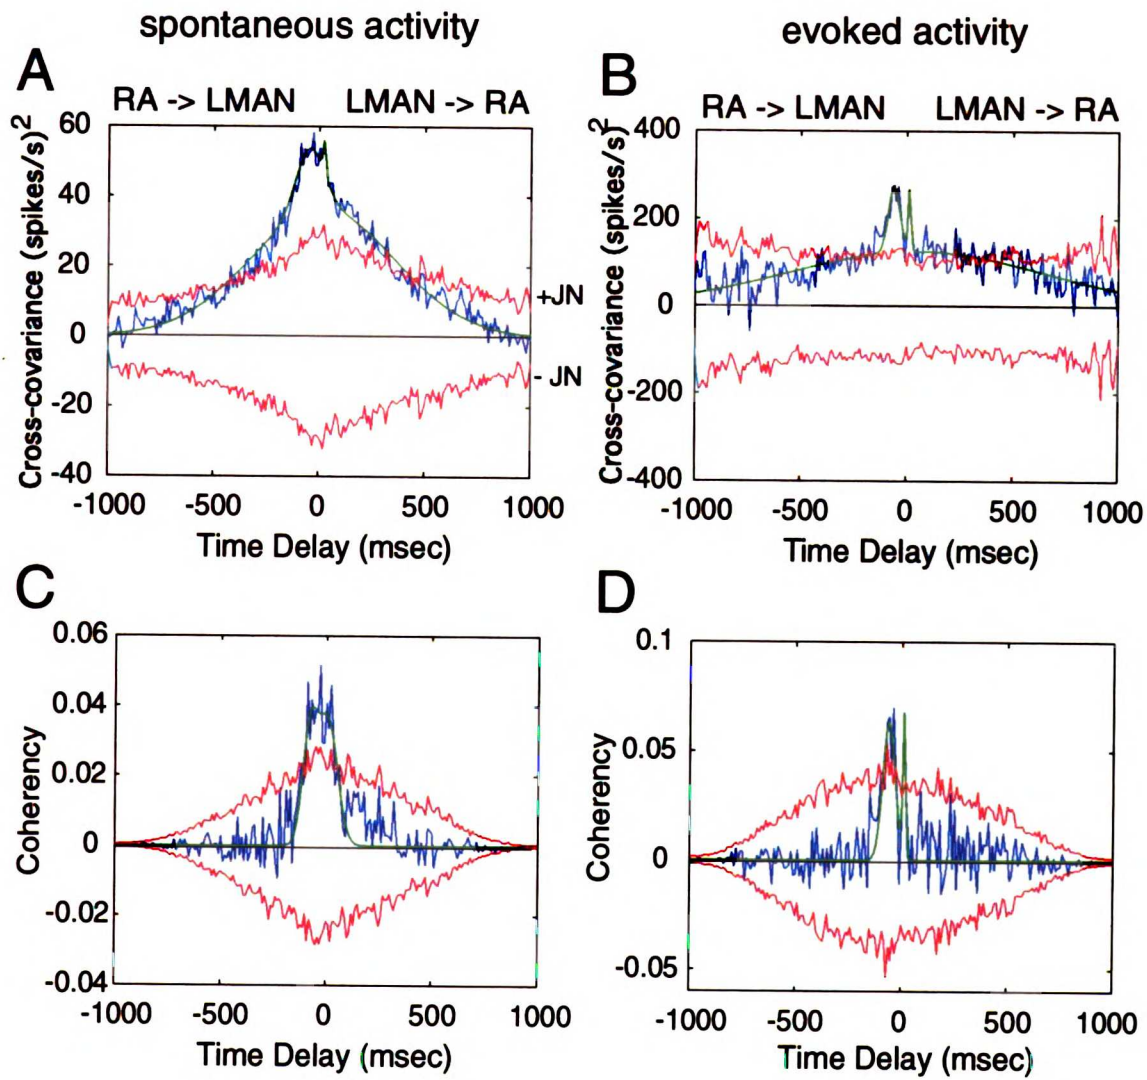 spontaneous activity
evoked activity
A
RA -> LMAN LMAN -> RA
60
40
20
0
-20
-40
+JN
- JN
Cross-covariance (spikes/s)2
-1000 -500 0 500 1000
Time Delay (msec)
B
RA -> LMAN LMAN -> RA
400
200
0
-200
-400
Cross-covariance (spikes/s)2
-1000 -500 0 500 1000
Time Delay (msec)
C
0.06
0.04
0.02
0
-0.02
-0.04
Coherency
-1000 -500 0 500 1000
Time Delay (msec)
D
0.1
0.05
0
-0.05
Coherency
-1000 -500 0 500 1000
Time Delay (msec)